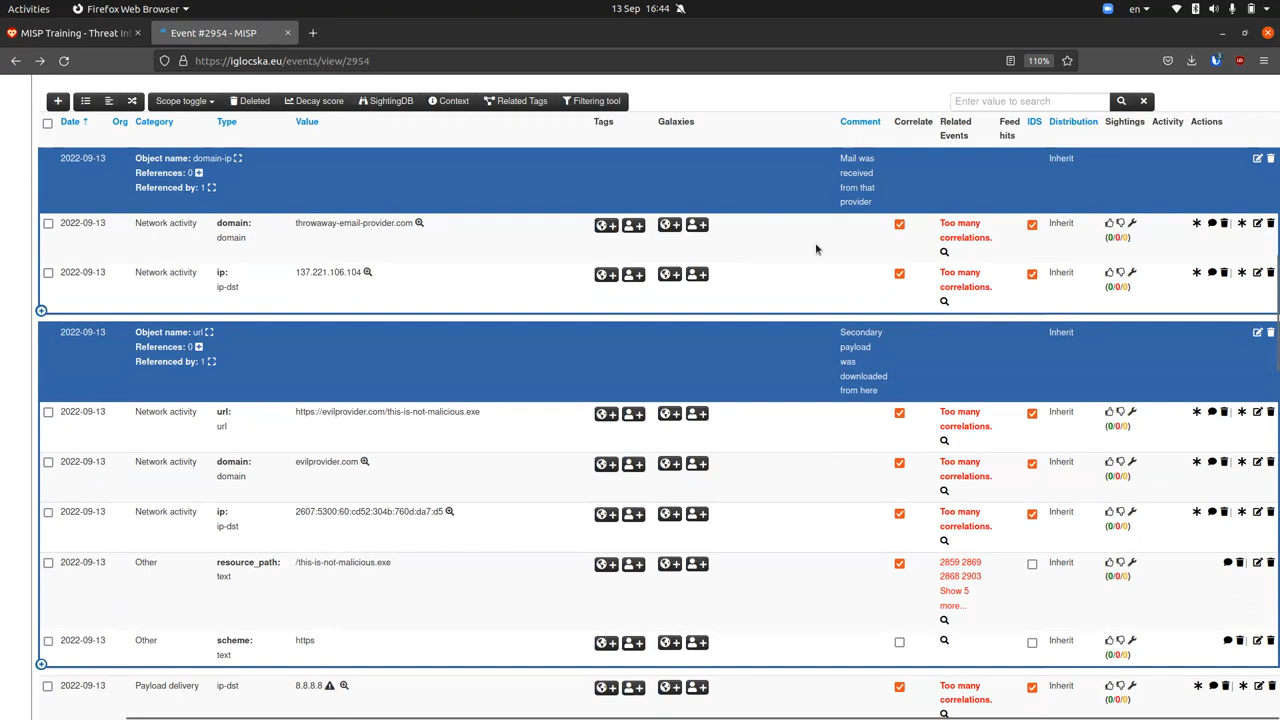 Activities Firefox Web Browser 13 Sep 16:44 en
MISP Training - Threat In × Event #2954 - MISP × +
https://iglocska.eu/events/view/2954 110%
Scope toggle Deleted Decay score SightingDB Context Related Tags Filtering tool Enter value to search
Date Org Category Type Value Tags Galaxies Comment Correlate Related Events Feed hits IDS Distribution Sightings Activity Actions
2022-09-13 Object name: domain-ip Mail was Inherit
References: 0 received
Referenced by: 1 from that
provider
2022-09-13 Network activity domain: throwaway-email-provider.com Too many Inherit
domain correlations. (0/0/0)
2022-09-13 Network activity ip: 137.221.106.104 Too many Inherit
ip-dst correlations. (0/0/0)
2022-09-13 Object name: url Secondary Inherit
References: 0 payload
Referenced by: 1 was
downloaded
from here
2022-09-13 Network activity url: https://evilprovider.com/this-is-not-malicious.exe Too many Inherit
url correlations. (0/0/0)
2022-09-13 Network activity domain: evilprovider.com Too many Inherit
domain correlations. (0/0/0)
2022-09-13 Network activity ip: 2607:5300:60:cd52:304b:760d:da7:d5 Too many Inherit
ip-dst correlations. (0/0/0)
2022-09-13 Other resource_path: /this-is-not-malicious.exe 2859 2869 Inherit
text 2868 2903 (0/0/0)
Show 5
more...
2022-09-13 Other scheme: https Inherit
text (0/0/0)
2022-09-13 Payload delivery ip-dst 8.8.8.8 Too many Inherit
correlations. (0/0/0)